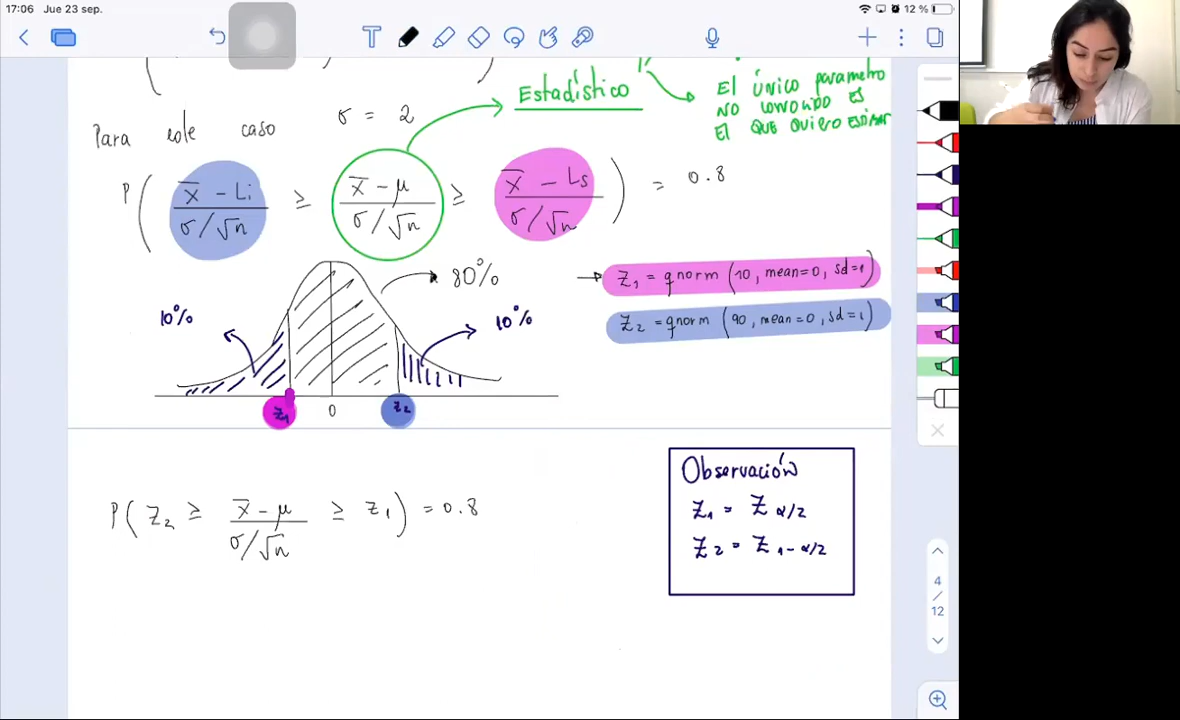 17:06 Jue 23 sep.
12 %
Estadístico
El único parametro
NO conocido es
El QUE QUIERO ESTIMAR
Para este caso
σ = 2
P( x̄ - Li / σ/√n ≥ x̄ - μ / σ/√n ≥ x̄ - Ls / σ/√n ) = 0.8
80%
10%
10%
→ Z₁ = qnorm (10, mean=0, sd=1)
Z₂ = qnorm (90, mean=0, sd=1)
z₁ 0 z₂
Observación
Z₁ = Z α/2
Z₂ = Z 1-α/2
P( Z₂ ≥ x̄ - μ / σ/√n ≥ Z₁ ) = 0.8
4
/
12